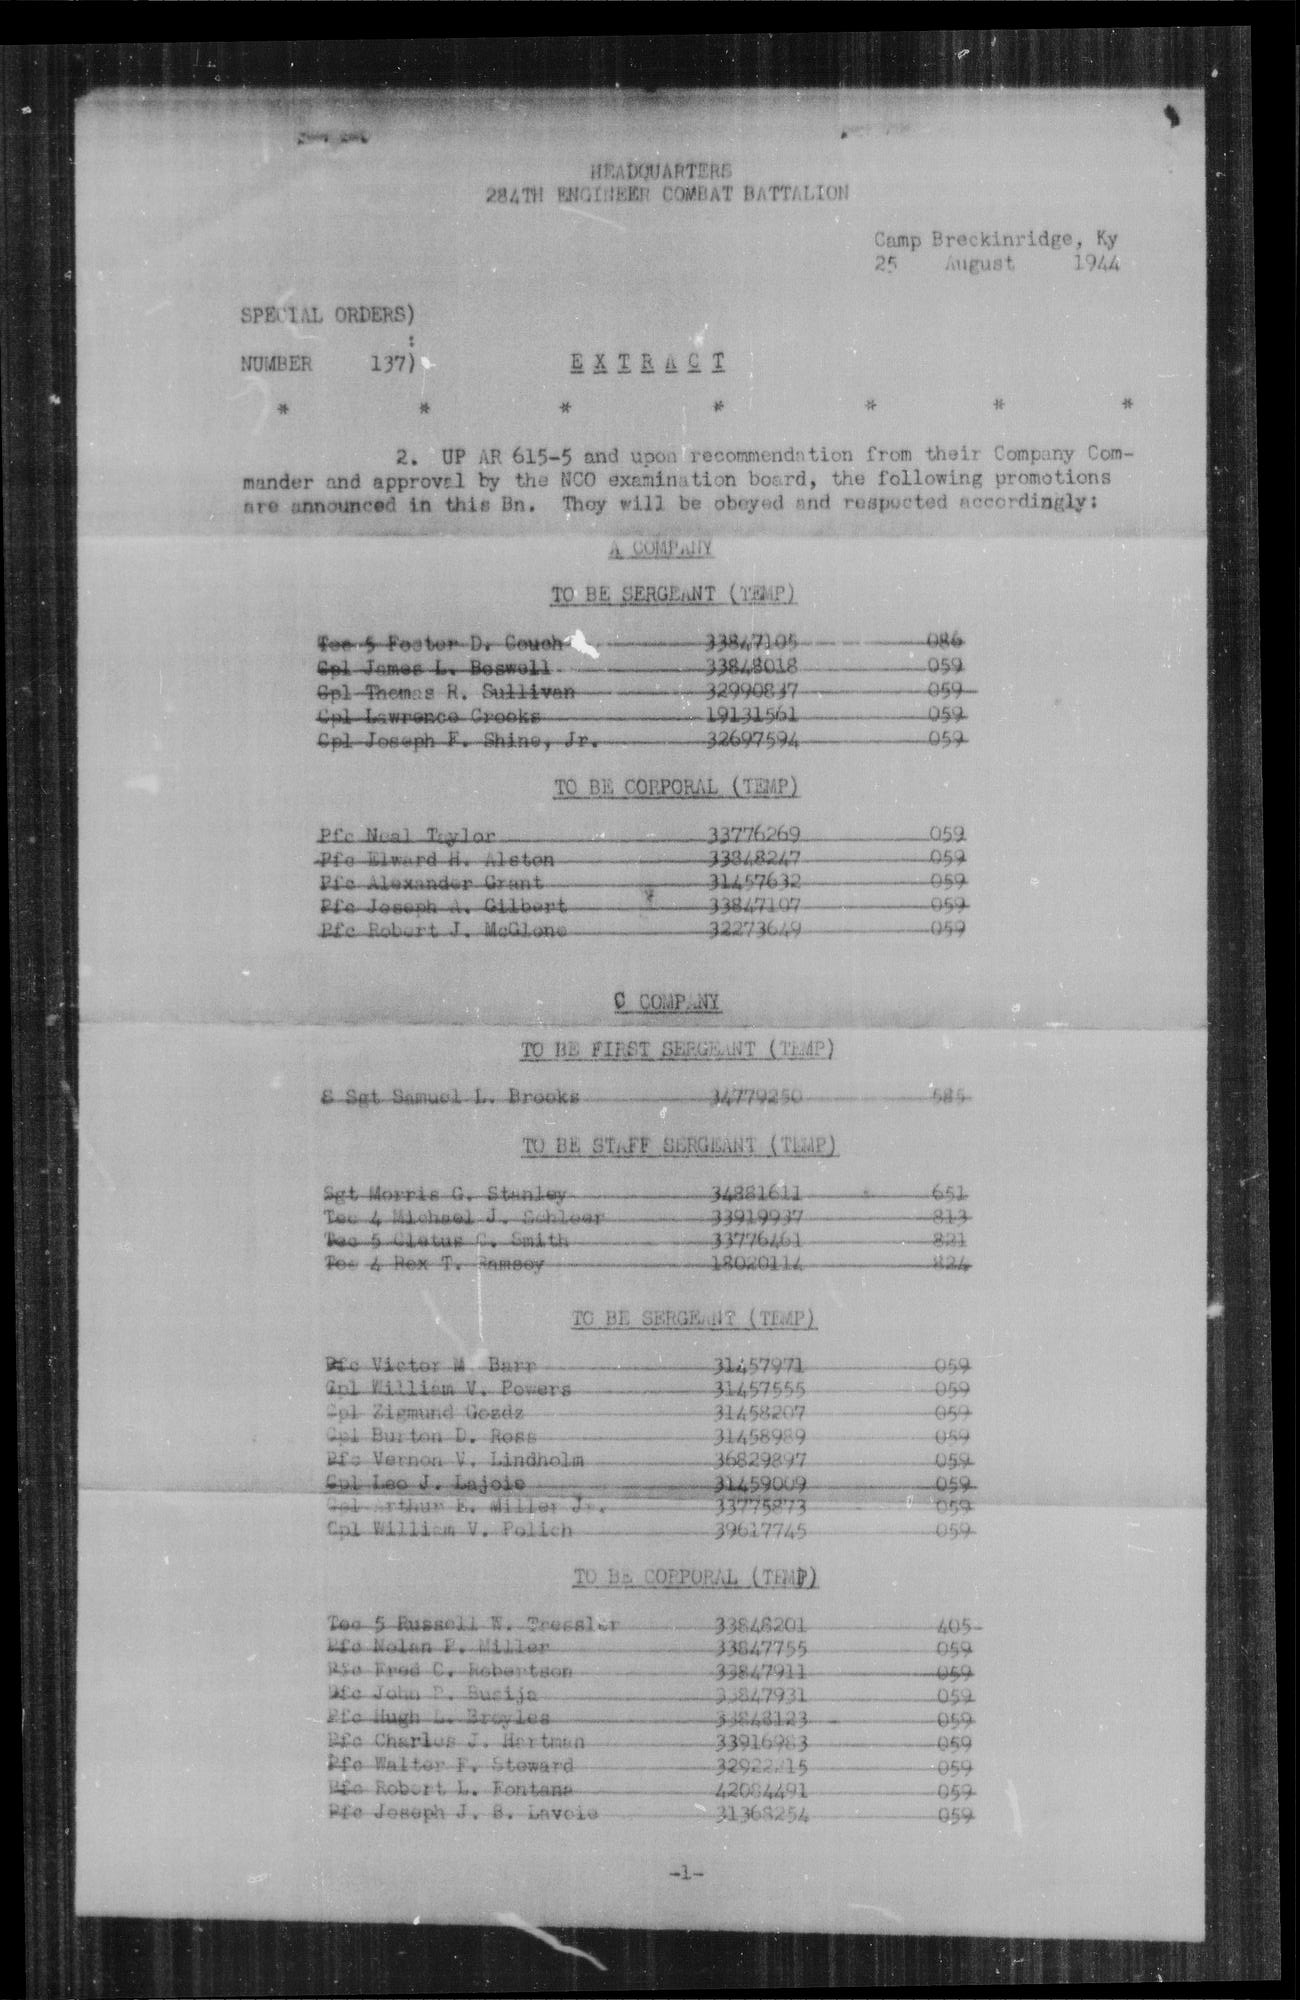 HEADQUARTERS
284TH ENGINEER COMBAT BATTALION
Camp Breckinridge, Ky
25 August 1944
SPECIAL ORDERS)
:
NUMBER 137)
E X T R A C T
* * * * * * *
2. UP AR 615-5 and upon recommendation from their Company Com-
mander and approval by the NCO examination board, the following promotions
are announced in this Bn. They will be obeyed and respected accordingly:
A COMPANY
TO BE SERGEANT (TEMP)
Tec 5 Foster D. Couch 33847105 086
Cpl James L. Boswell 33848018 059
Cpl Thomas R. Sullivan 32990837 059
Cpl Lawrence Crooks 19131561 059
Cpl Joseph F. Shine, Jr. 32697594 059
TO BE CORPORAL (TEMP)
Pfc Neal Taylor 33776269 059
Pfc Elward H. Alston 33848247 059
Pfc Alexander Grant 31457632 059
Pfc Joseph A. Gilbert 33847107 059
Pfc Robert J. McGlone 32273649 059
C COMPANY
TO BE FIRST SERGEANT (TEMP)
S Sgt Samuel L. Brooks 34779250 585
TO BE STAFF SERGEANT (TEMP)
Sgt Morris G. Stanley 34881611 651
Tec 4 Michael J. Schloer 33919937 813
Tec 5 Cletus C. Smith 33776461 821
Tec 4 Rex T. Ramsey 18020114 824
TO BE SERGEANT (TEMP)
Pfc Victor M. Barr 31457971 059
Cpl William V. Powers 31457555 059
Cpl Zigmund Gozdz 31458207 059
Cpl Burton D. Ross 31458989 059
Pfc Vernon V. Lindholm 36829897 059
Cpl Leo J. Lajoie 31459009 059
Cpl Arthur E. Miller Jr. 33775873 059
Cpl William V. Polich 39617745 059
TO BE CORPORAL (TEMP)
Tec 5 Russell W. Tressler 33848201 405
Pfc Nolan P. Miller 33847755 059
Pfc Fred C. Robertson 33847911 059
Pfc John P. Busija 33847931 059
Pfc Hugh L. Broyles 33848123 059
Pfc Charles J. Hartman 33916983 059
Pfc Walter F. Steward 059
Pfc Robert L. Fontana 42084491 059
Pfc Joseph J. B. Lavoie 31368254 059
-1-